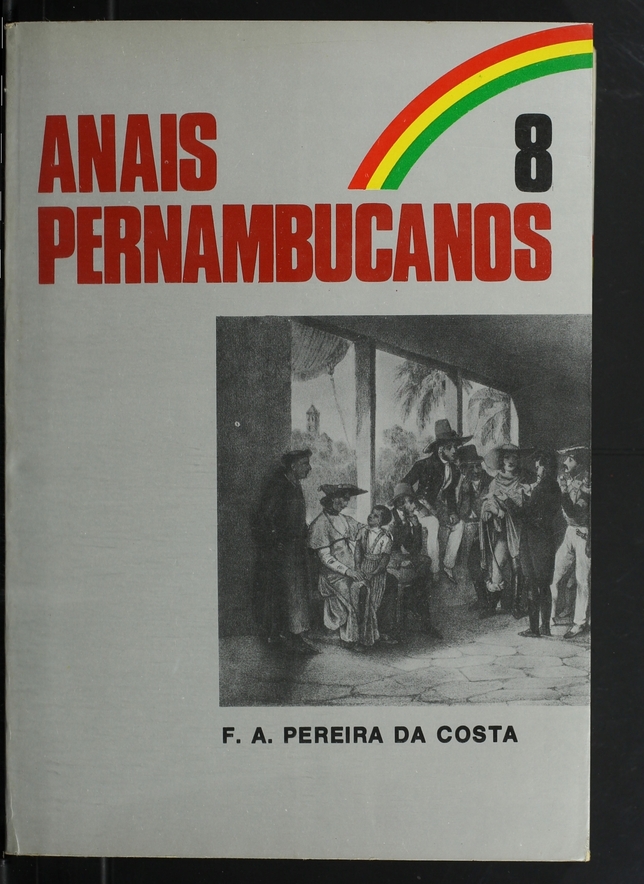 ANAIS 8
PERNAMBUCANOS
F. A. PEREIRA DA COSTA